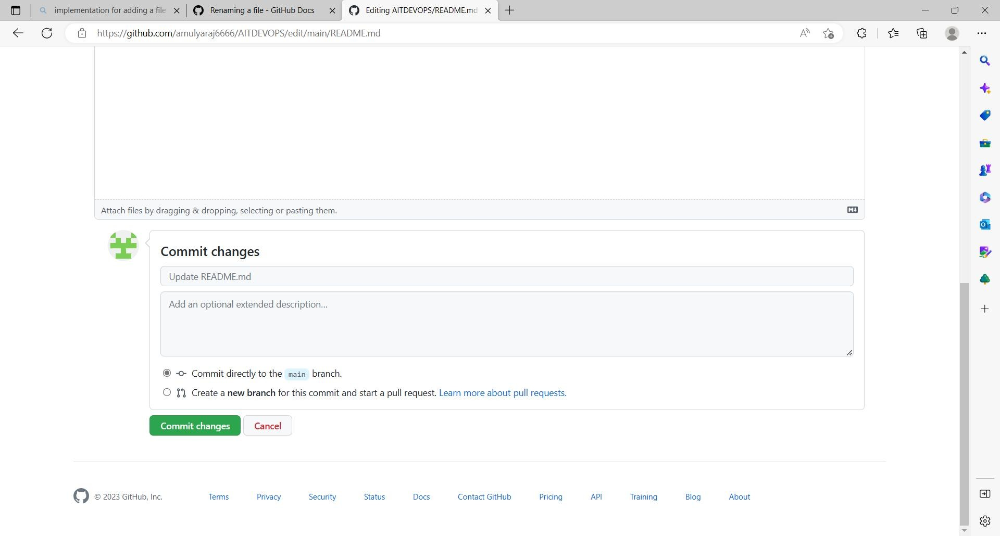 implementation for adding a file
Renaming a file - GitHub Docs
Editing AITDEVOPS/README.md
https://github.com/amulyaraj6666/AITDEVOPS/edit/main/README.md
Attach files by dragging & dropping, selecting or pasting them.
Commit changes
Update README.md
Add an optional extended description...
Commit directly to the main branch.
Create a new branch for this commit and start a pull request. Learn more about pull requests.
Commit changes Cancel
© 2023 GitHub, Inc. Terms Privacy Security Status Docs Contact GitHub Pricing API Training Blog About